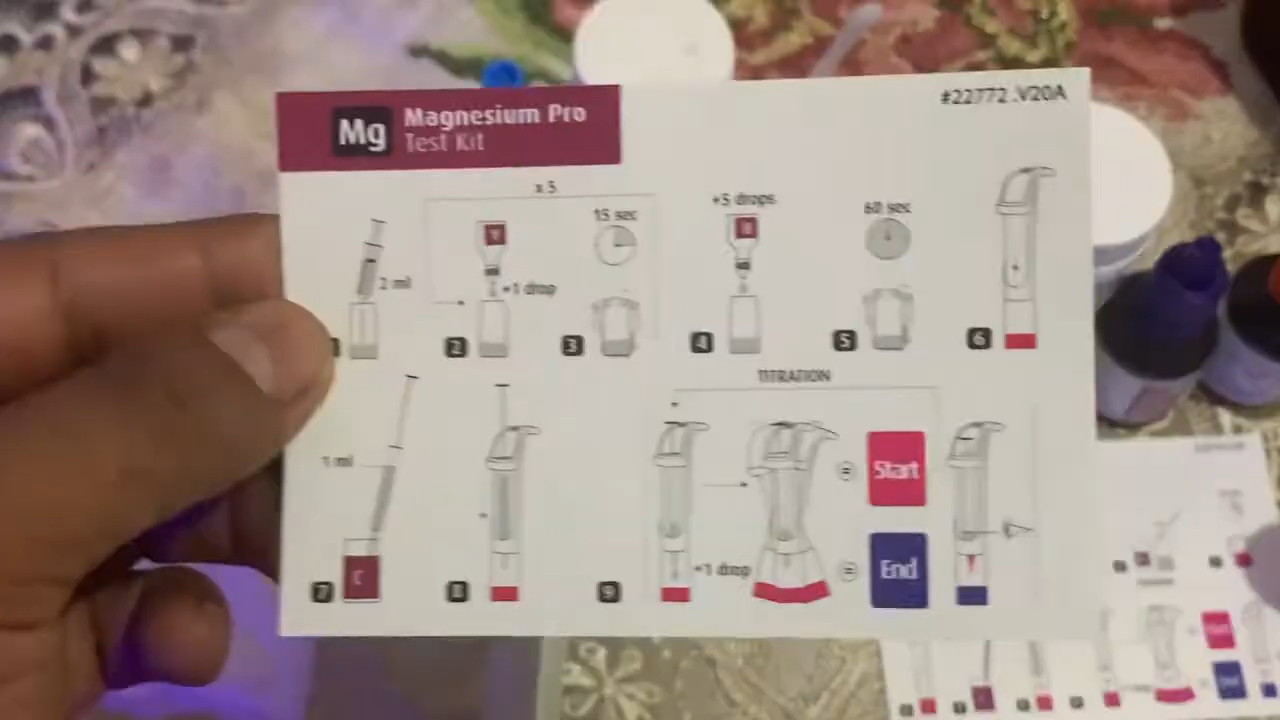 #22772.V20A
Mg
Magnesium Pro
Test Kit
x 5
15 sec
+5 drops
60 sec
2 ml
+1 drop
2
3
4
5
6
TITRATION
1 ml
Start
C
+1 drop
End
7
8
9